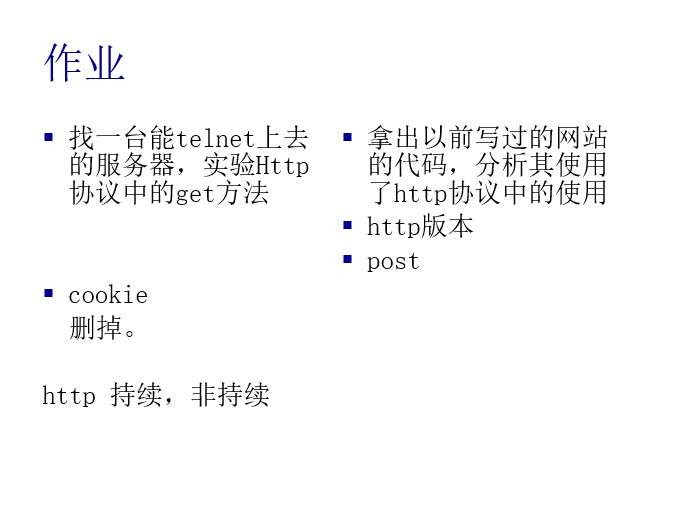 作业
找一台能telnet上去
的服务器，实验Http
协议中的get方法
cookie
删掉。
http 持续，非持续
拿出以前写过的网站
的代码，分析其使用
了http协议中的使用
http版本
post